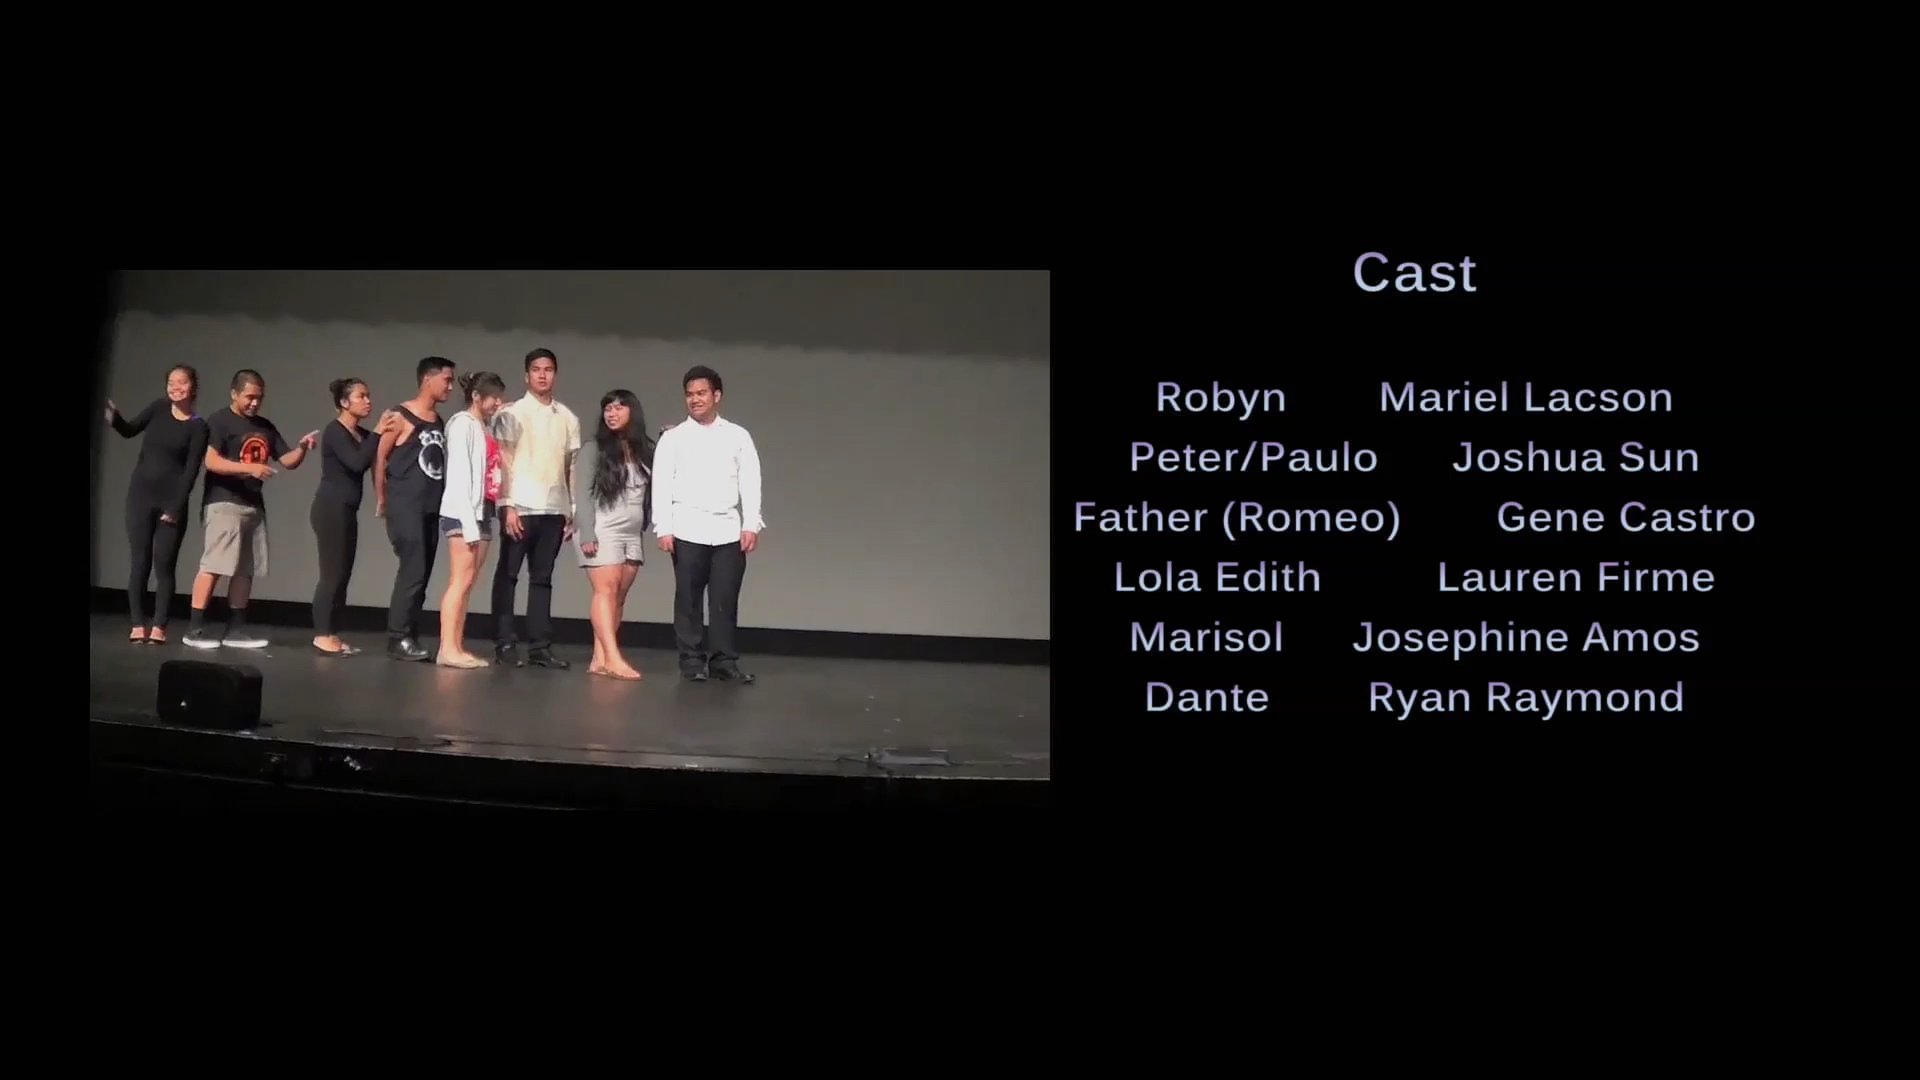 Cast
Robyn Mariel Lacson
Peter/Paulo Joshua Sun
Father (Romeo) Gene Castro
Lola Edith Lauren Firme
Marisol Josephine Amos
Dante Ryan Raymond